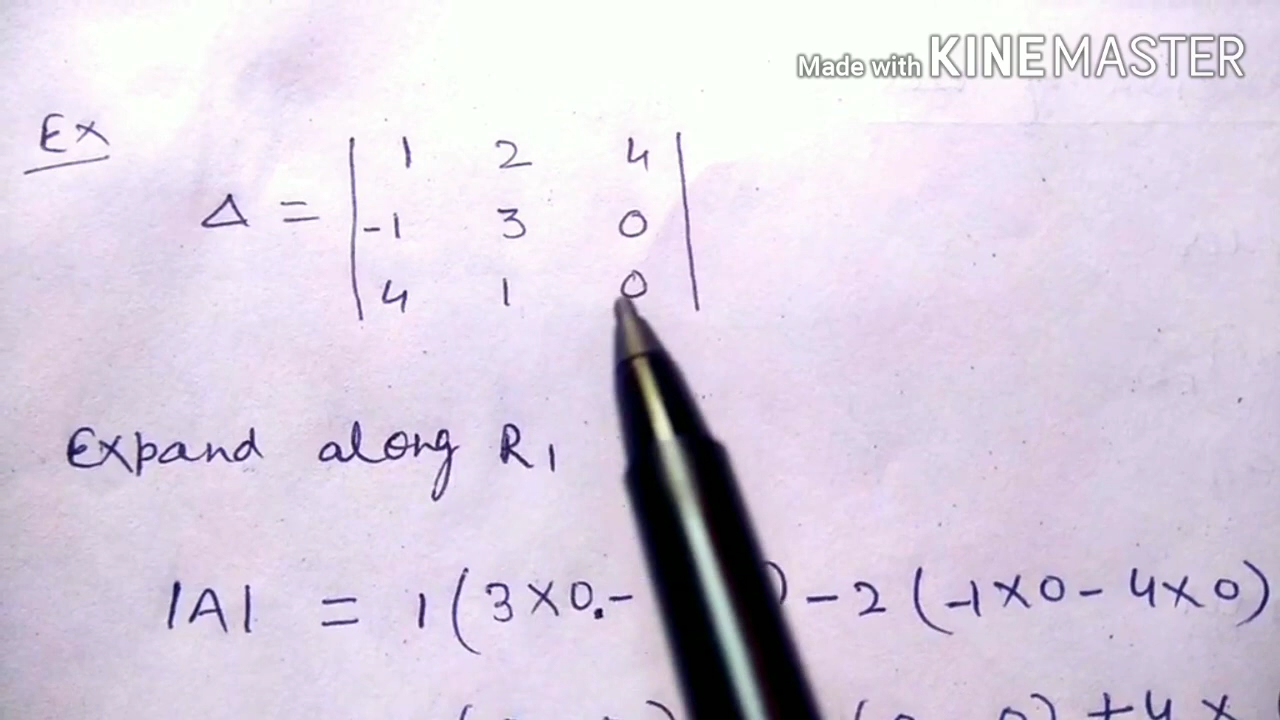 Made with KINEMASTER
Ex
Δ = | 1 2 4 |
| -1 3 0 |
| 4 1 0 |
Expand along R1
|A| = 1 (3 × 0 - ) - 2 (-1 × 0 - 4 × 0)
) + 4 ×